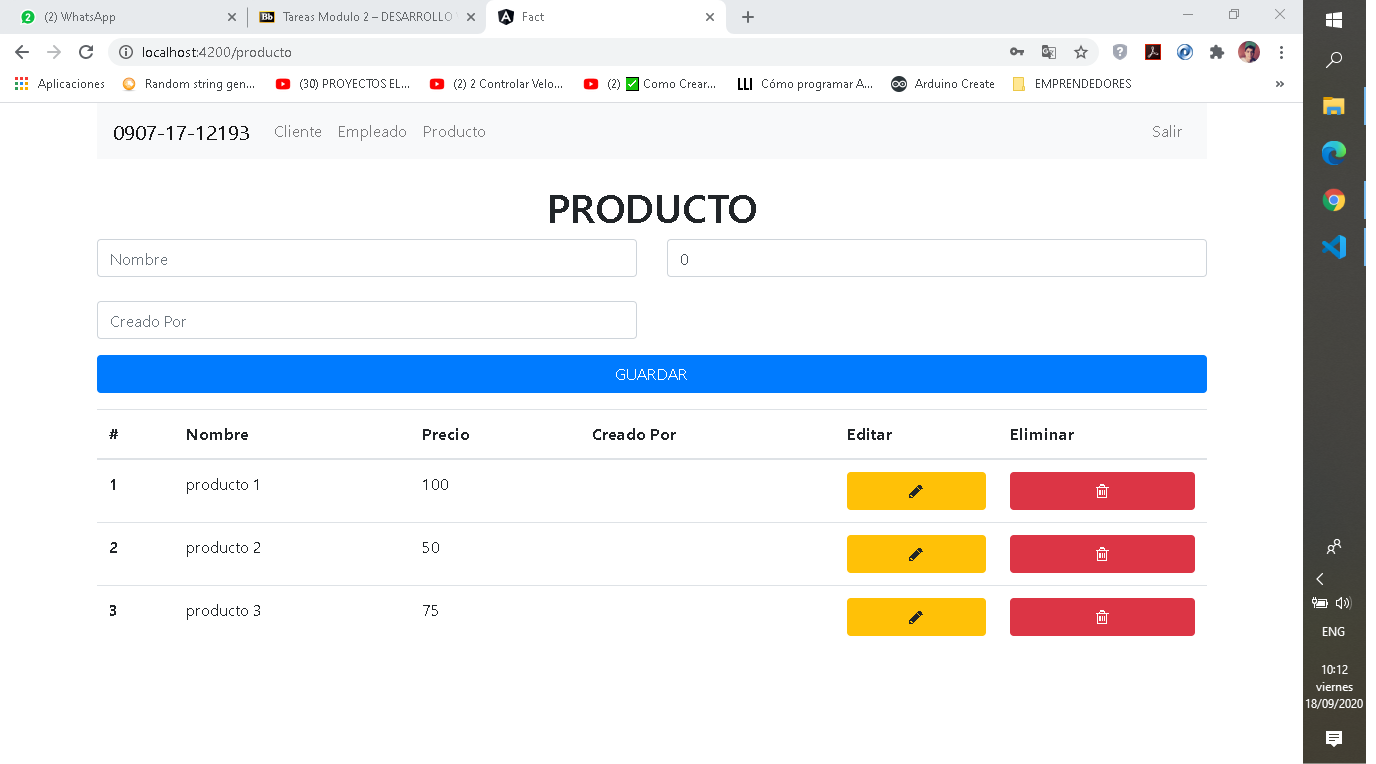 2 (2) WhatsApp
Bb Tareas Modulo 2 – DESARROLLO
Fact
localhost:4200/producto
Aplicaciones
Random string gen...
(30) PROYECTOS EL...
(2) 2 Controlar Velo...
(2) ✅ Como Crear...
Cómo programar A...
Arduino Create
EMPRENDEDORES
»
0907-17-12193 Cliente Empleado Producto Salir
PRODUCTO
Nombre 0
Creado Por
GUARDAR
# Nombre Precio Creado Por Editar Eliminar
1 producto 1 100
2 producto 2 50
3 producto 3 75
ENG
10:12
viernes
18/09/2020